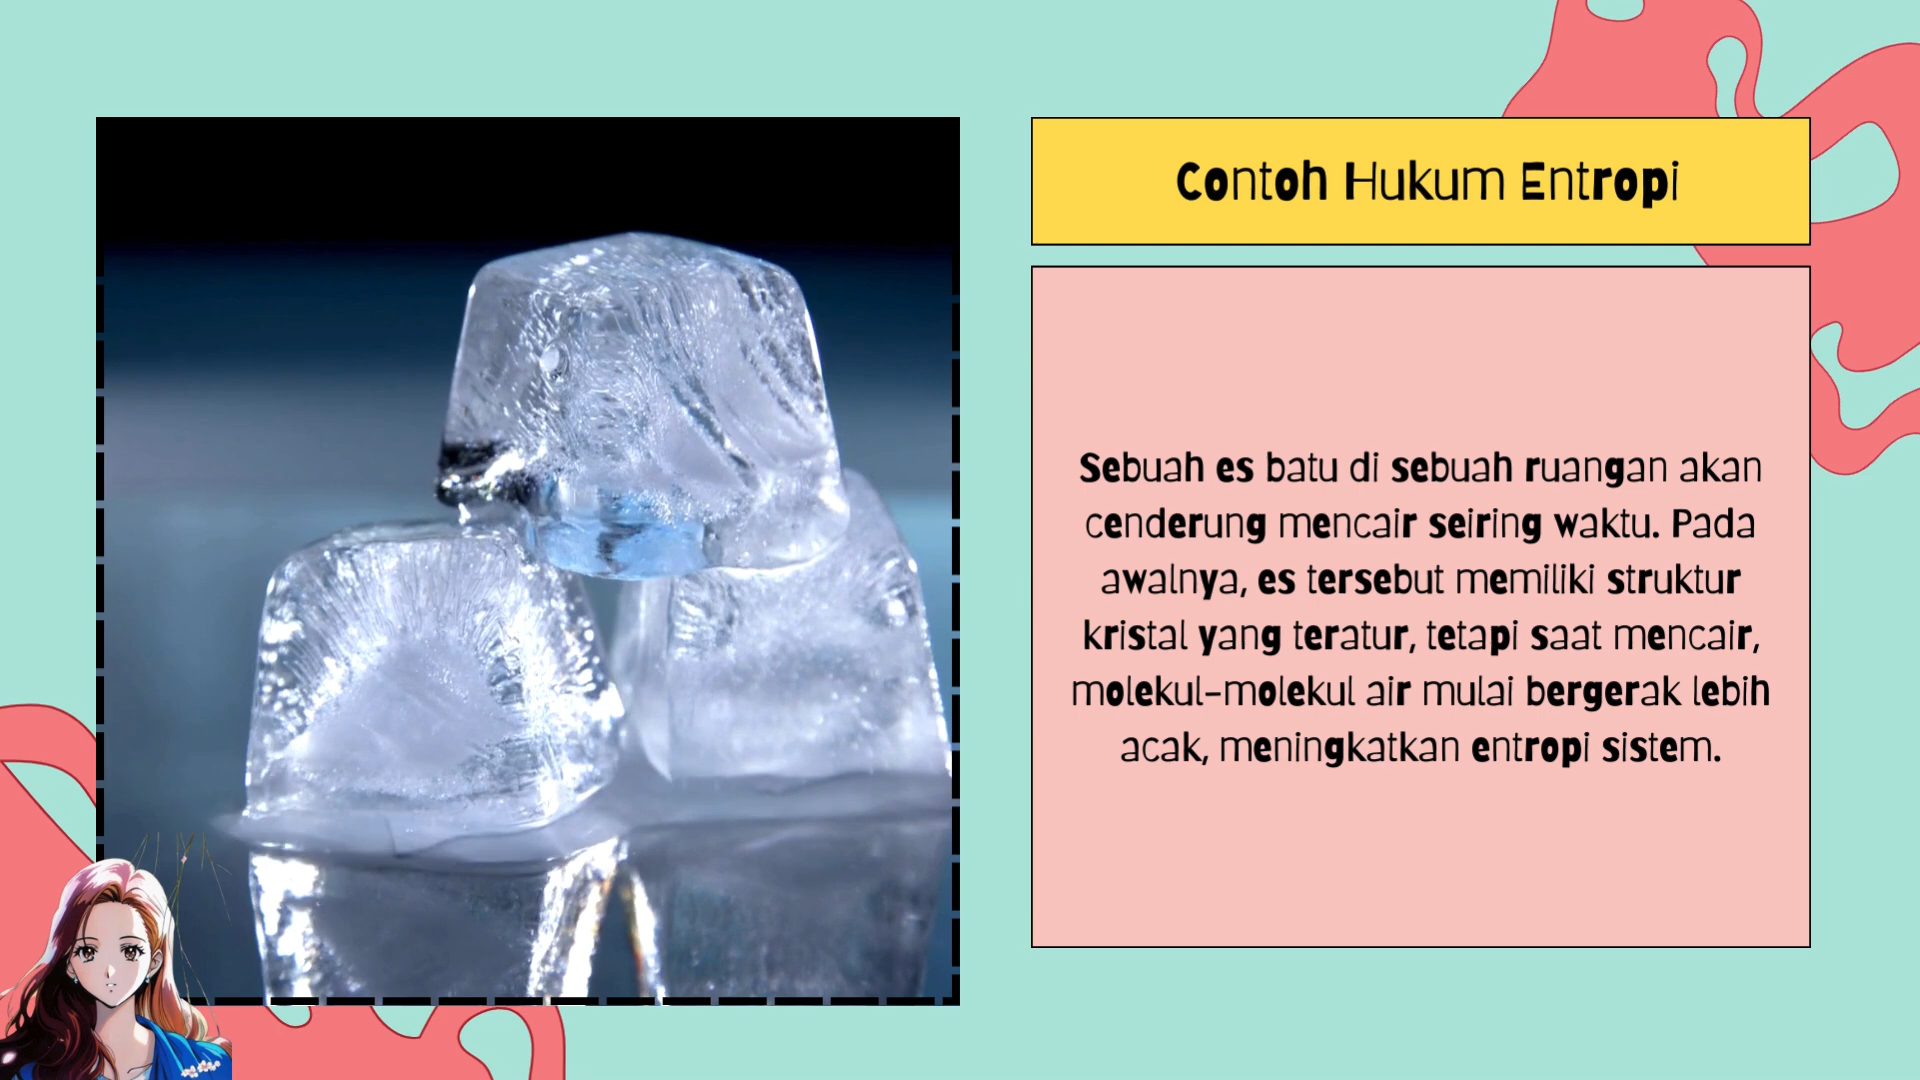 Contoh Hukum Entropi
Sebuah es batu di sebuah ruangan akan
cenderung mencair seiring waktu. Pada
awalnya, es tersebut memiliki struktur
kristal yang teratur, tetapi saat mencair,
molekul-molekul air mulai bergerak lebih
acak, meningkatkan entropi sistem.